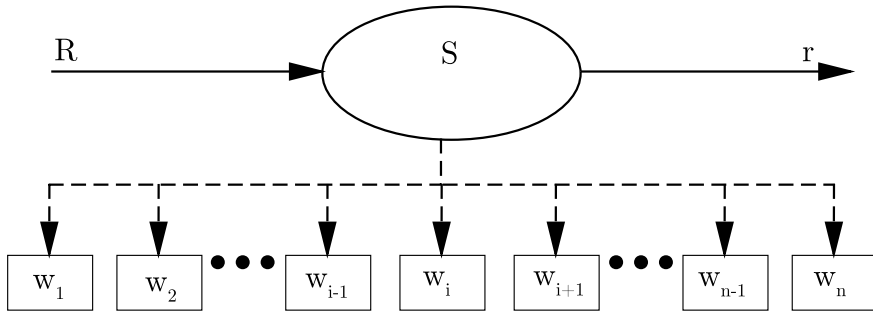 R S r
w₁ w₂ ••• wᵢ₋₁ wᵢ wᵢ₊₁ ••• wₙ₋₁ wₙ